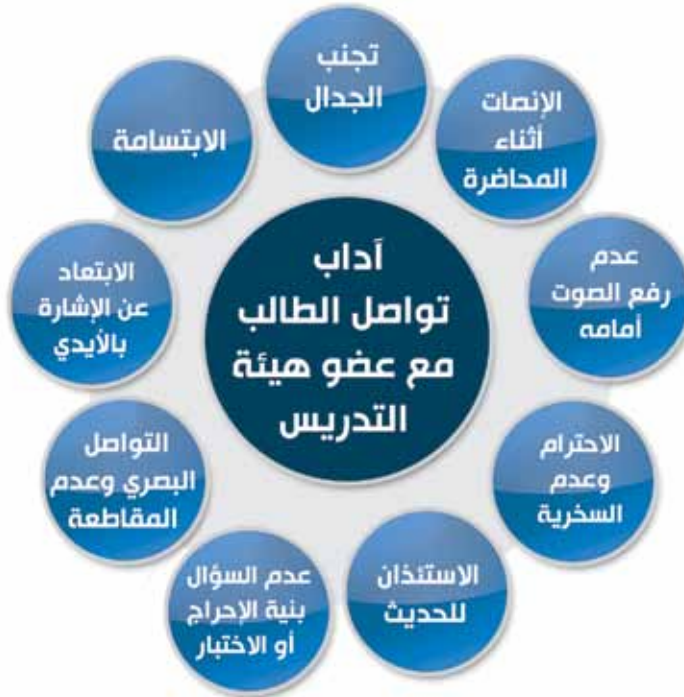 آداب
تواصل الطالب
مع عضو هيئة
التدريس
تجنب
الجدال
الإنصات
أثناء
المحاضرة
عدم
رفع الصوت
أمامه
الاحترام
وعدم
السخرية
الاستئذان
للحديث
عدم السؤال
بنية الإحراج
أو الاختبار
التواصل
البصري وعدم
المقاطعة
الابتعاد
عن الإشارة
بالأيدي
الابتسامة